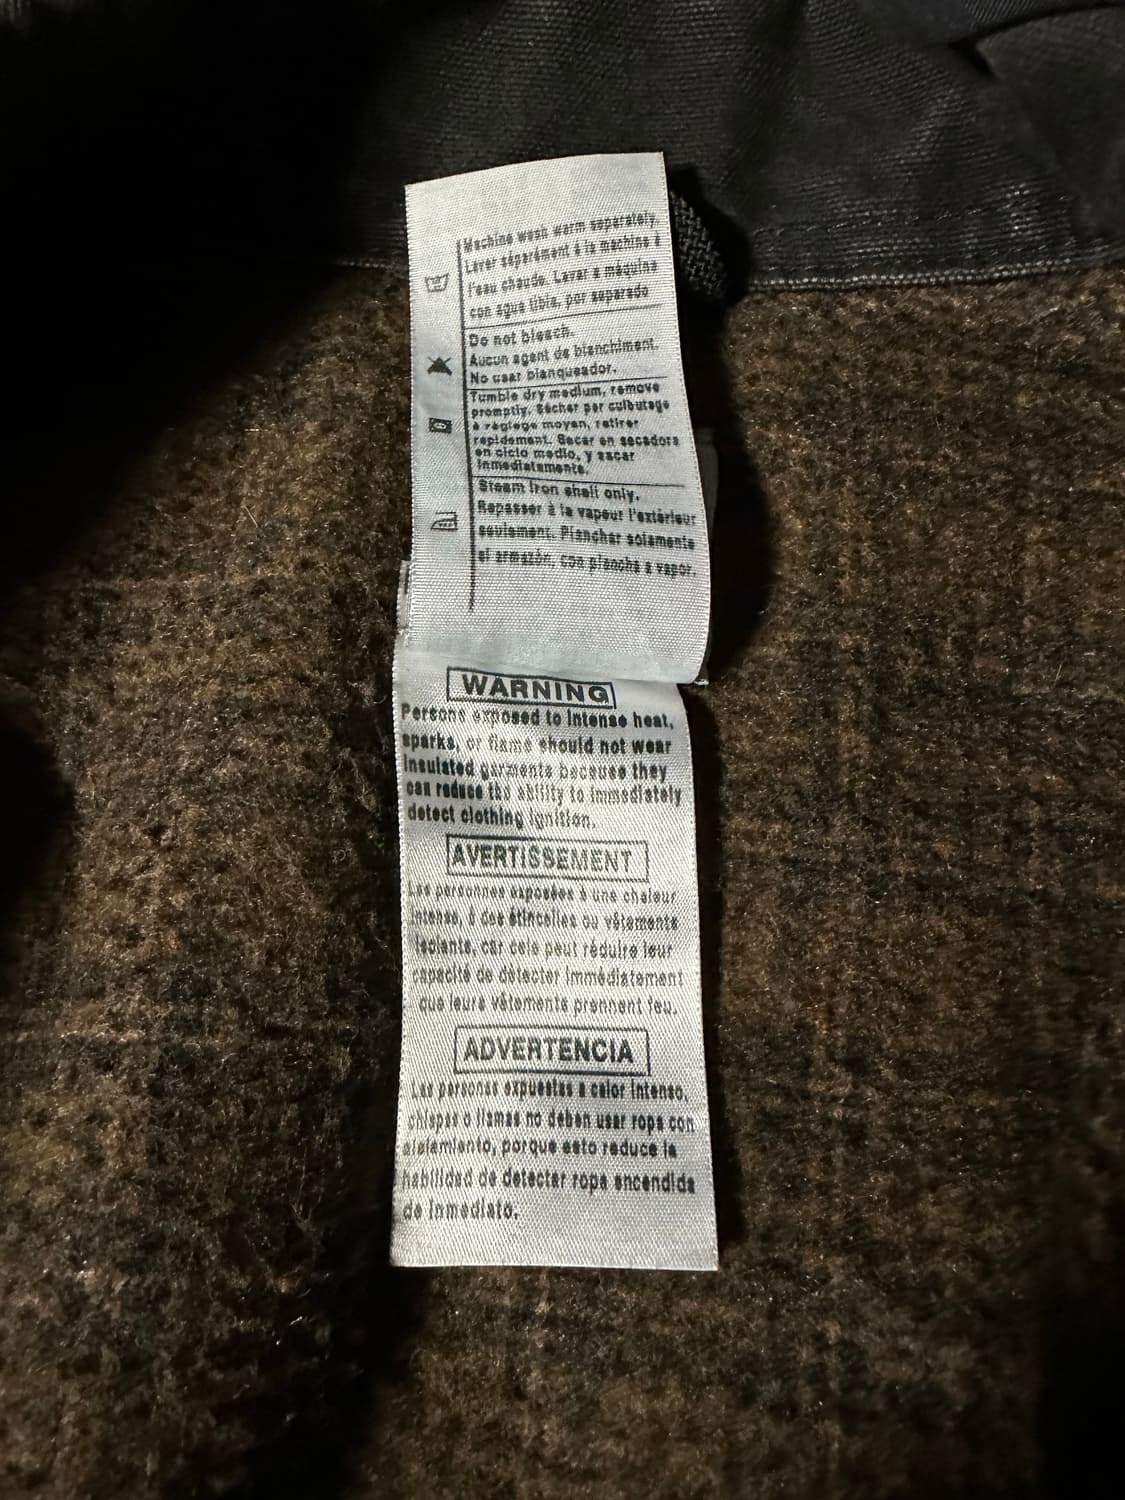 Machine wash warm separately.
Laver séparément à la machine à
l'eau chaude. Lavar a máquina
con agua tibia, por separado
Do not bleach.
Aucun agent de blanchiment.
No usar blanqueador.
Tumble dry medium, remove
promptly. Sécher par culbutage
à réglage moyen, retirer
rapidement. Secar en secadora
en ciclo medio, y sacar
inmediatamente.
Steam iron shell only.
Repasser à la vapeur l'extérieur
seulement. Planchar solamente
el armazón, con plancha a vapor.
WARNING
Persons exposed to intense heat,
sparks, or flame should not wear
insulated garments because they
can reduce the ability to immediately
detect clothing ignition.
AVERTISSEMENT
Les personnes exposées à une chaleur
intense, à des étincelles ou vêtements
isolants, car cela peut réduire leur
capacité de détecter immédiatement
que leurs vêtements prennent feu.
ADVERTENCIA
Las personas expuestas a calor intenso,
chispas o llamas no deben usar ropa con
aislamiento, porque esto reduce la
habilidad de detectar ropa encendida
de inmediato.